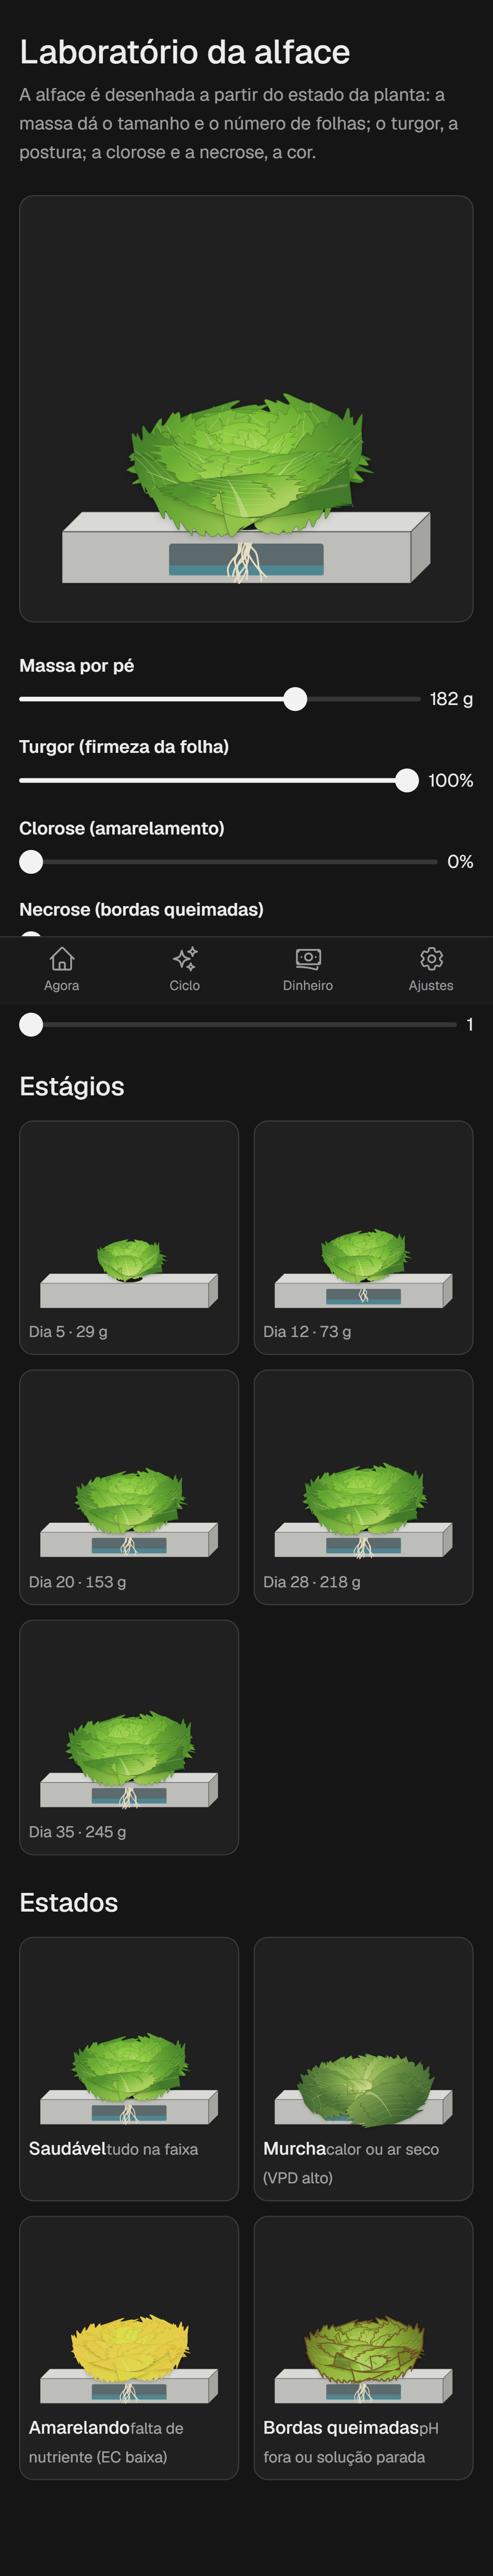 Laboratório da alface
A alface é desenhada a partir do estado da planta: a
massa dá o tamanho e o número de folhas; o turgor, a
postura; a clorose e a necrose, a cor.
Massa por pé
182 g
Turgor (firmeza da folha)
100%
Clorose (amarelamento)
0%
Necrose (bordas queimadas)
Agora
Ciclo
Dinheiro
Ajustes
1
Estágios
Dia 5 · 29 g
Dia 12 · 73 g
Dia 20 · 153 g
Dia 28 · 218 g
Dia 35 · 245 g
Estados
Saudáveltudo na faixa
Murchacalor ou ar seco
(VPD alto)
Amarelandofalta de
nutriente (EC baixa)
Bordas queimadaspH
fora ou solução parada